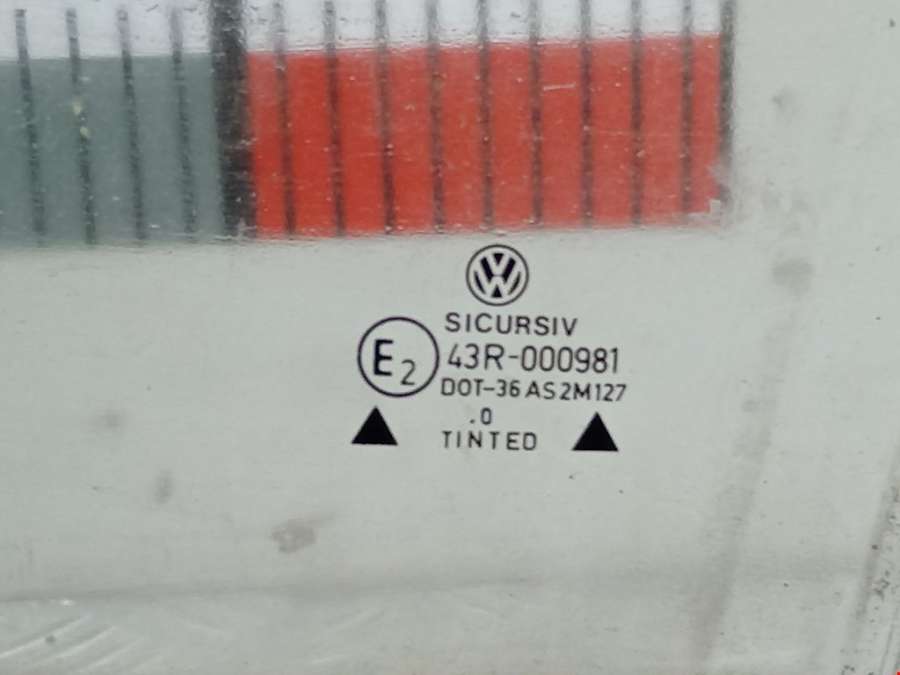 SICURSIV
E2 43R-000981
DOT-36 AS2M127
.0
TINTED